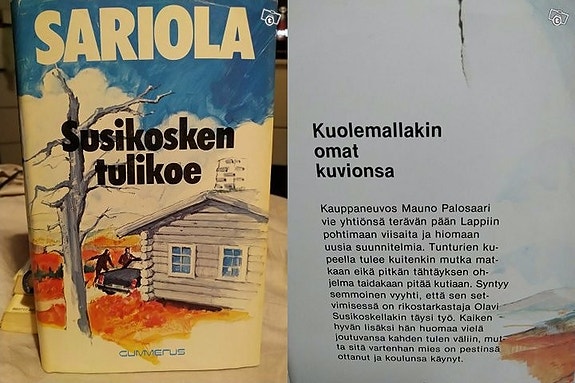 SARIOLA
Susikosken
tulikoe
GUMMERUS
Kuolemallakin
omat
kuvionsa
Kauppaneuvos Mauno Palosaari
vie yhtiönsä terävän pään Lappiin
pohtimaan viisaita ja hiomaan
uusia suunnitelmia. Tunturien ku-
peella tulee kuitenkin mutka mat-
kaan eikä pitkän tähtäyksen oh-
jelma taidakaan pitää kutiaan. Syntyy
semmoinen vyyhti, että sen set-
vimisessä on rikostarkastaja Olavi
Susikoskellakin täysi työ. Kaiken
hyvän lisäksi hän huomaa vielä
joutuvansa kahden tulen väliin, mut-
ta sitä vartenhan mies on pestinsä
ottanut ja koulunsa käynyt.